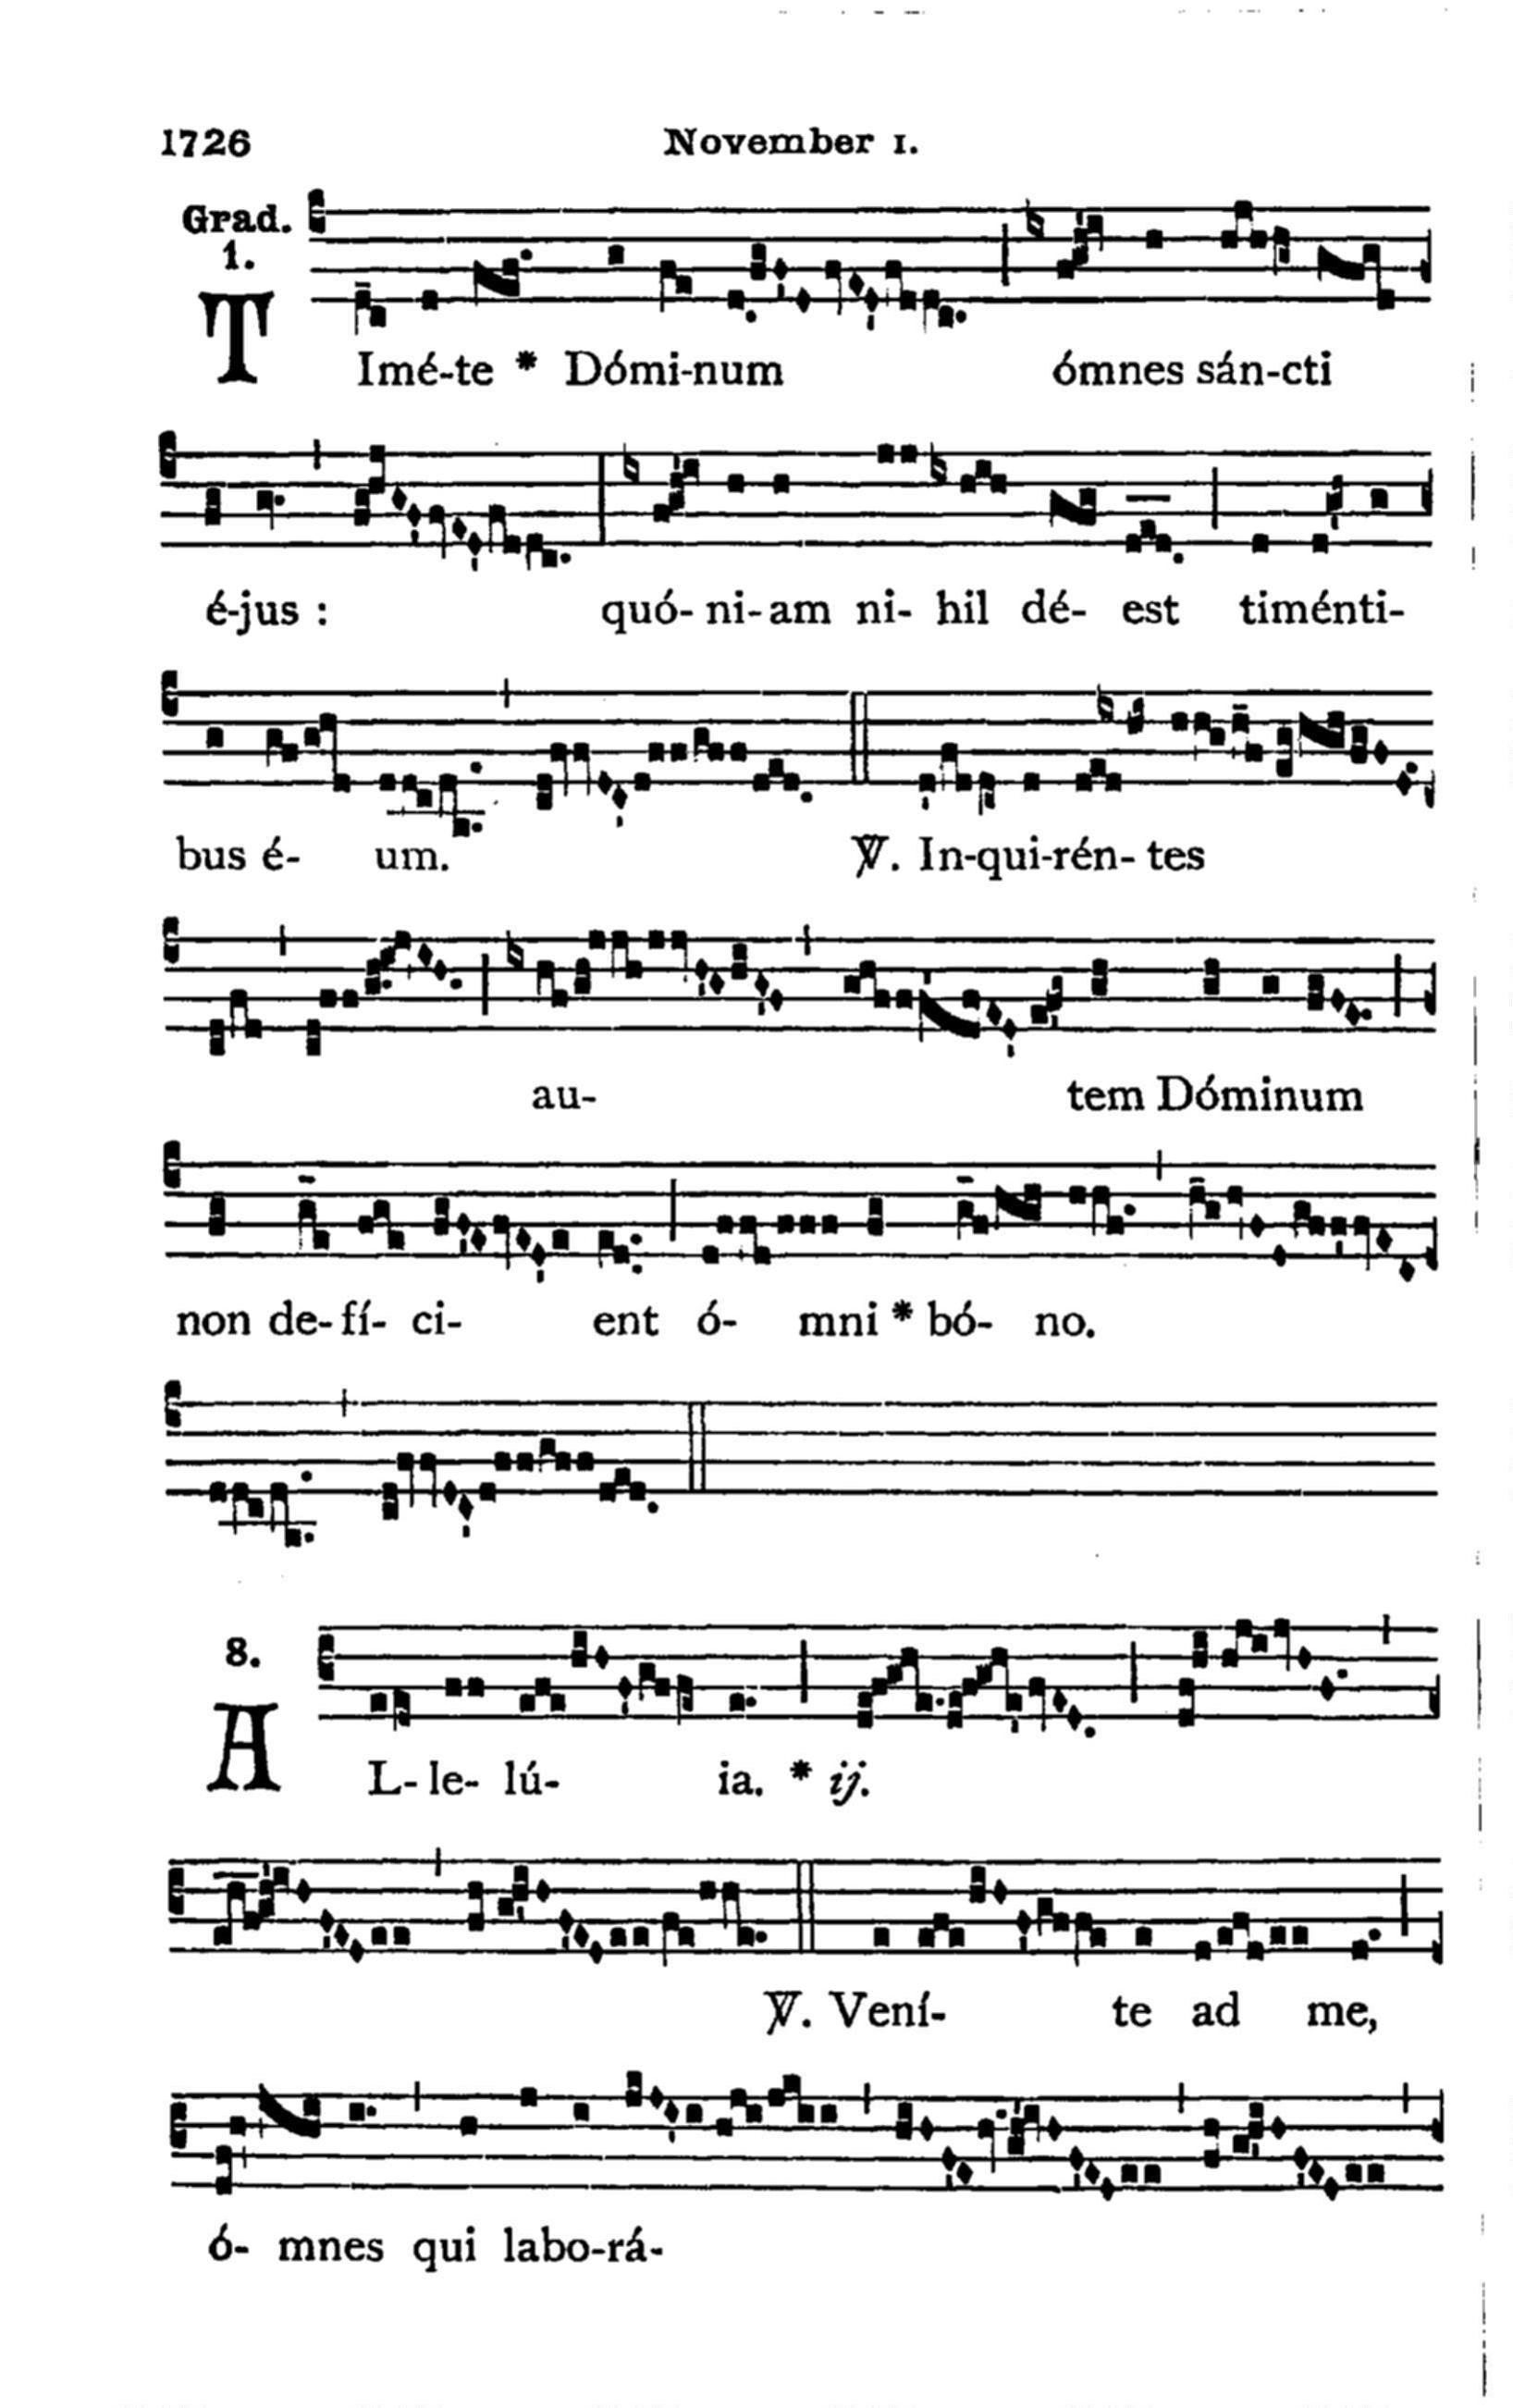 1726 November 1.
Grad.
1.
TImé-te * Dómi-num ómnes sán-cti
é-jus : quó-ni-am ni-hil dé-est timénti-
bus é-um. ℣. In-qui-rén-tes
au-tem Dóminum
non de-fí-ci-ent ó-mni * bó-no.
8.
AL-le-lú-ia. * ij.
℣. Vení-te ad me,
ó-mnes qui labo-rá-